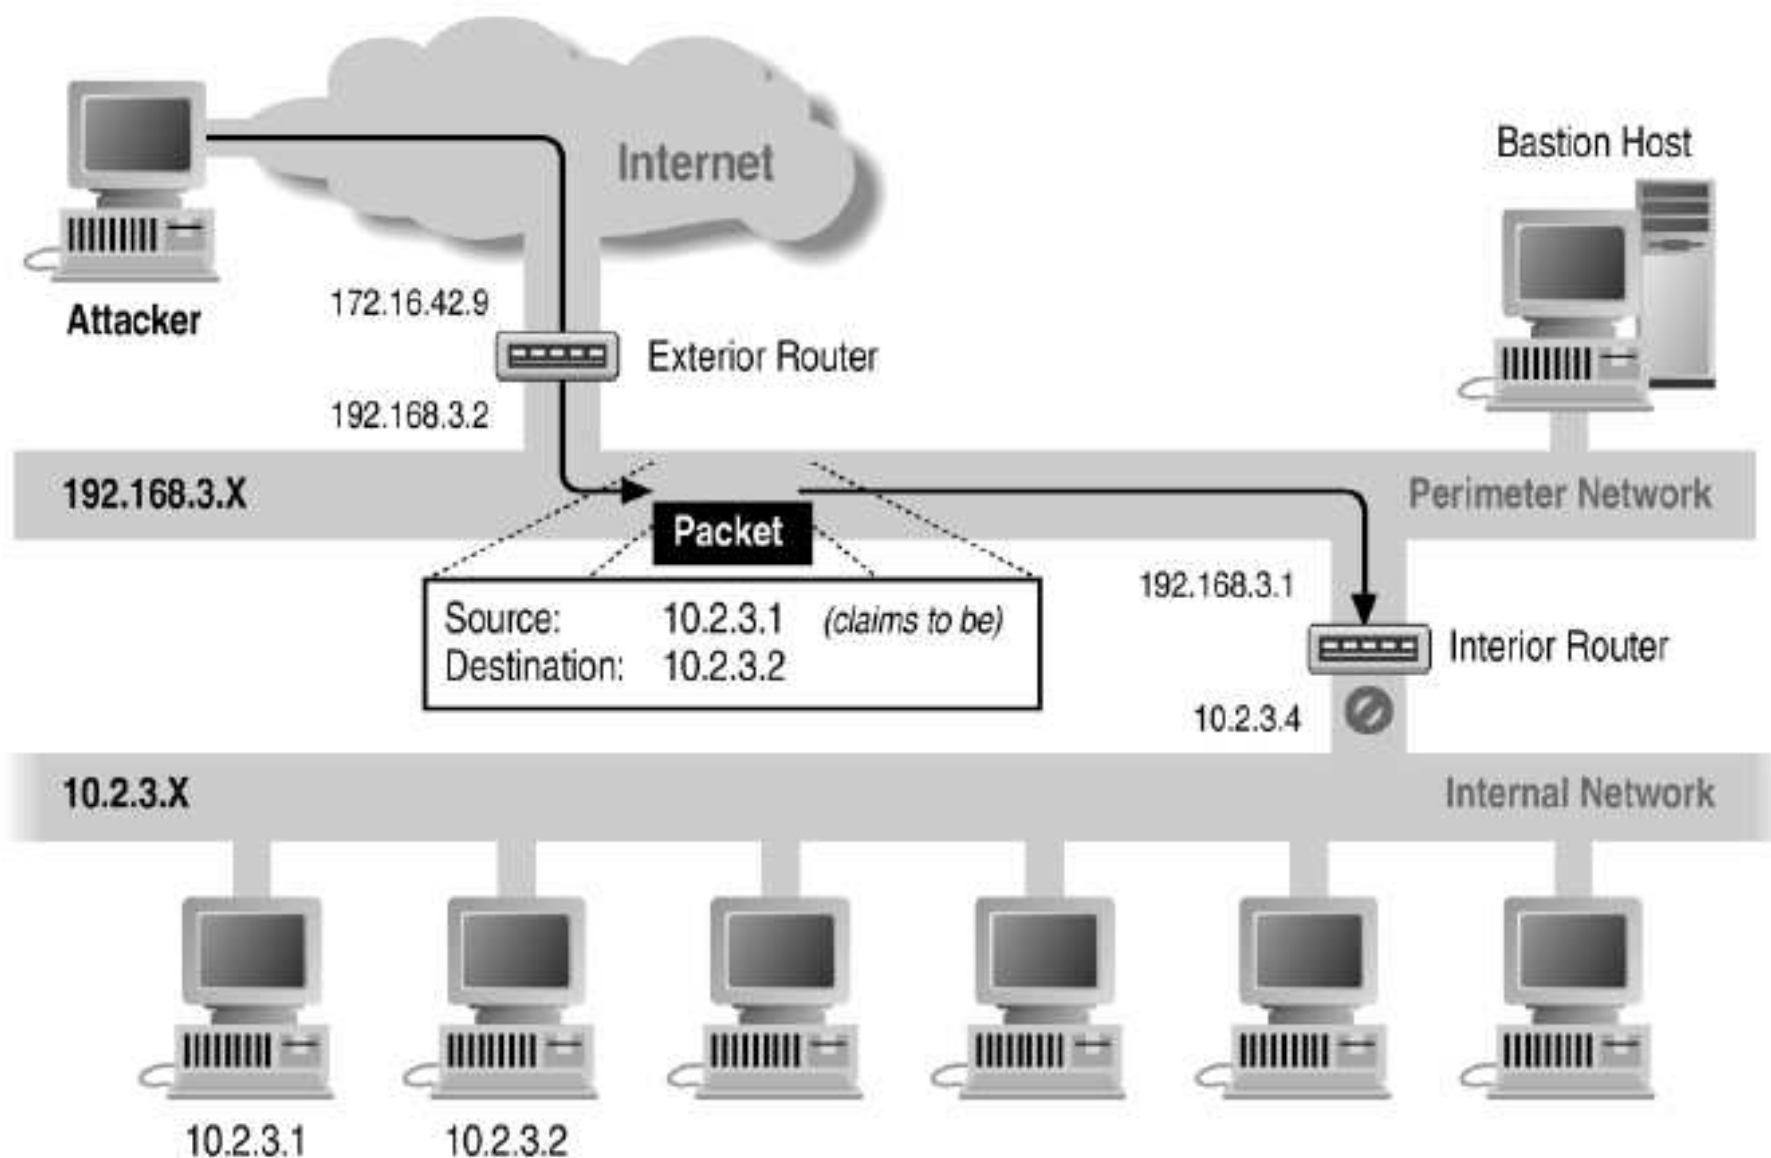 Internet
Bastion Host
Attacker
172.16.42.9
Exterior Router
192.168.3.2
192.168.3.X
Perimeter Network
Packet
Source: 10.2.3.1 (claims to be)
Destination: 10.2.3.2
192.168.3.1
Interior Router
10.2.3.4
10.2.3.X
Internal Network
10.2.3.1
10.2.3.2